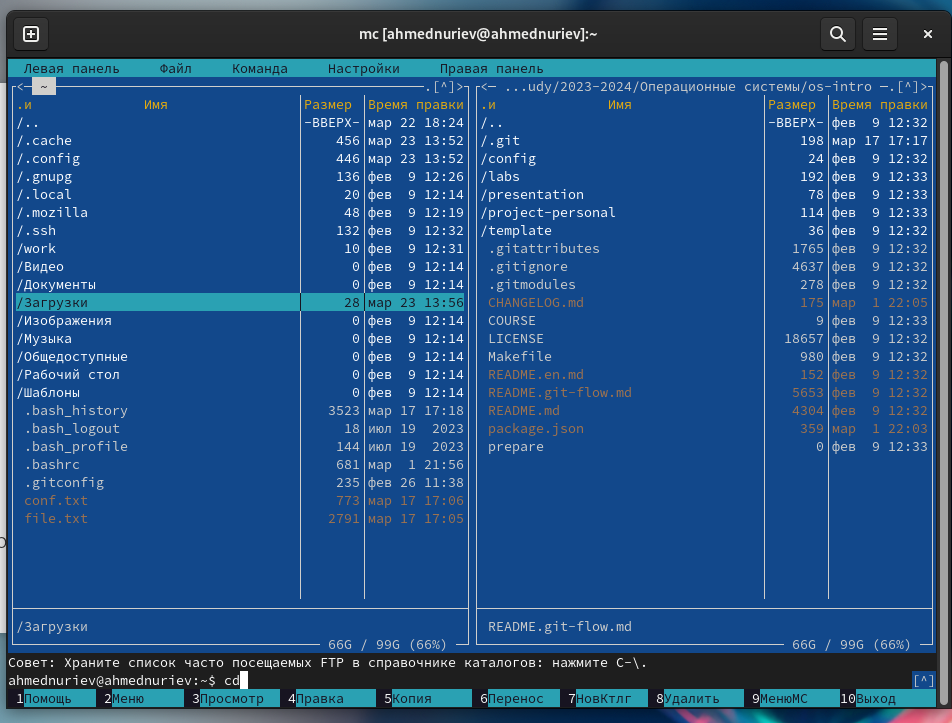 mc [ahmednuriev@ahmednuriev]:~
Левая панель Файл Команда Настройки Правая панель
<─ ~ .[^]> <─ ...udy/2023-2024/Операционные системы/os-intro ─.[^]>
.и Имя Размер Время правки .и Имя Размер Время правки
/.. -ВВЕРХ- мар 22 18:24 /.. -ВВЕРХ- фев 9 12:32
/.cache 456 мар 23 13:52 /.git 198 мар 17 17:17
/.config 446 мар 23 13:52 /config 24 фев 9 12:32
/.gnupg 136 фев 9 12:26 /labs 192 фев 9 12:33
/.local 20 фев 9 12:14 /presentation 78 фев 9 12:33
/.mozilla 48 фев 9 12:19 /project-personal 114 фев 9 12:33
/.ssh 132 фев 9 12:32 /template 36 фев 9 12:32
/work 10 фев 9 12:31 .gitattributes 1765 фев 9 12:32
/Видео 0 фев 9 12:14 .gitignore 4637 фев 9 12:32
/Документы 0 фев 9 12:14 .gitmodules 278 фев 9 12:32
/Загрузки 28 мар 23 13:56 CHANGELOG.md 175 мар 1 22:05
/Изображения 0 фев 9 12:14 COURSE 9 фев 9 12:33
/Музыка 0 фев 9 12:14 LICENSE 18657 фев 9 12:32
/Общедоступные 0 фев 9 12:14 Makefile 980 фев 9 12:32
/Рабочий стол 0 фев 9 12:14 README.en.md 152 фев 9 12:32
/Шаблоны 0 фев 9 12:14 README.git-flow.md 5653 фев 9 12:32
.bash_history 3523 мар 17 17:18 README.md 4304 фев 9 12:32
.bash_logout 18 июл 19 2023 package.json 359 мар 1 22:03
.bash_profile 144 июл 19 2023 prepare 0 фев 9 12:33
.bashrc 681 мар 1 21:56
.gitconfig 235 фев 26 11:38
conf.txt 773 мар 17 17:06
file.txt 2791 мар 17 17:05
/Загрузки README.git-flow.md
66G / 99G (66%) 66G / 99G (66%)
Совет: Храните список часто посещаемых FTP в справочнике каталогов: нажмите C-\.
ahmednuriev@ahmednuriev:~$ cd [^]
1Помощь 2Меню 3Просмотр 4Правка 5Копия 6Перенос 7НовКтлг 8Удалить 9МенюМС 10Выход